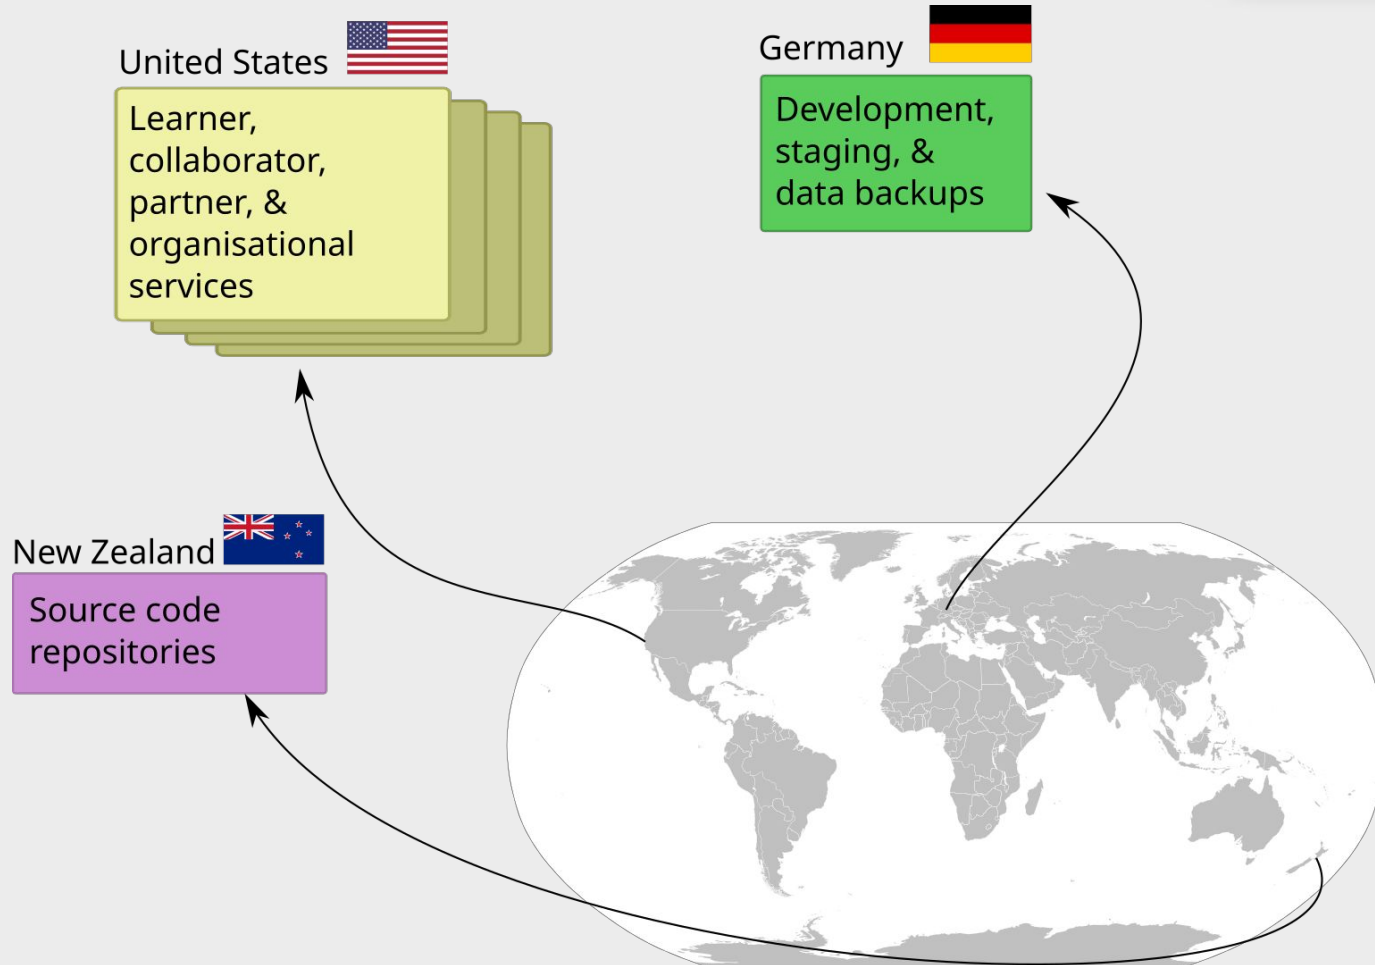 United States
Learner,
collaborator,
partner, &
organisational
services
Germany
Development,
staging, &
data backups
New Zealand
Source code
repositories